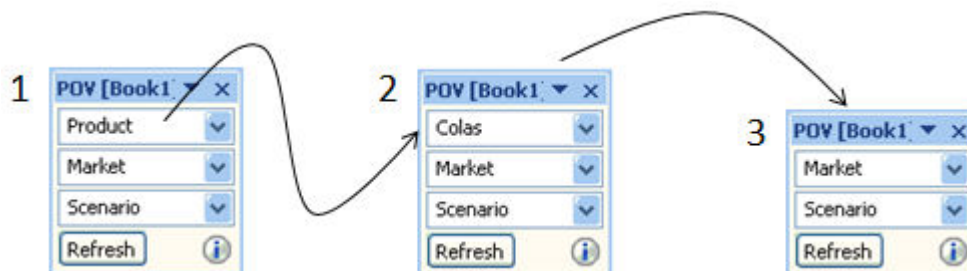 1
POV [Book1]
Product
Market
Scenario
Refresh
2
POV [Book1]
Colas
Market
Scenario
Refresh
3
POV [Book1]
Market
Scenario
Refresh